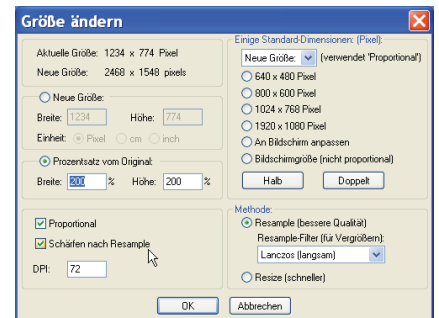 Größe ändern
Aktuelle Größe: 1234 x 774 Pixel
Neue Größe: 2468 x 1548 pixels
Neue Größe:
Breite: 1234 Höhe: 774
Einheit: Pixel cm inch
Prozentsatz vom Original:
Breite: 200 % Höhe: 200 %
Proportional
Schärfen nach Resample
DPI: 72
Einige Standard-Dimensionen: (Pixel):
Neue Größe: (verwendet 'Proportional')
640 x 480 Pixel
800 x 600 Pixel
1024 x 768 Pixel
1920 x 1080 Pixel
An Bildschirm anpassen
Bildschirmgröße (nicht proportional)
Halb Doppelt
Methode:
Resample (bessere Qualität)
Resample-Filter (für Vergrößern):
Lanczos (langsam)
Resize (schneller)
OK Abbrechen